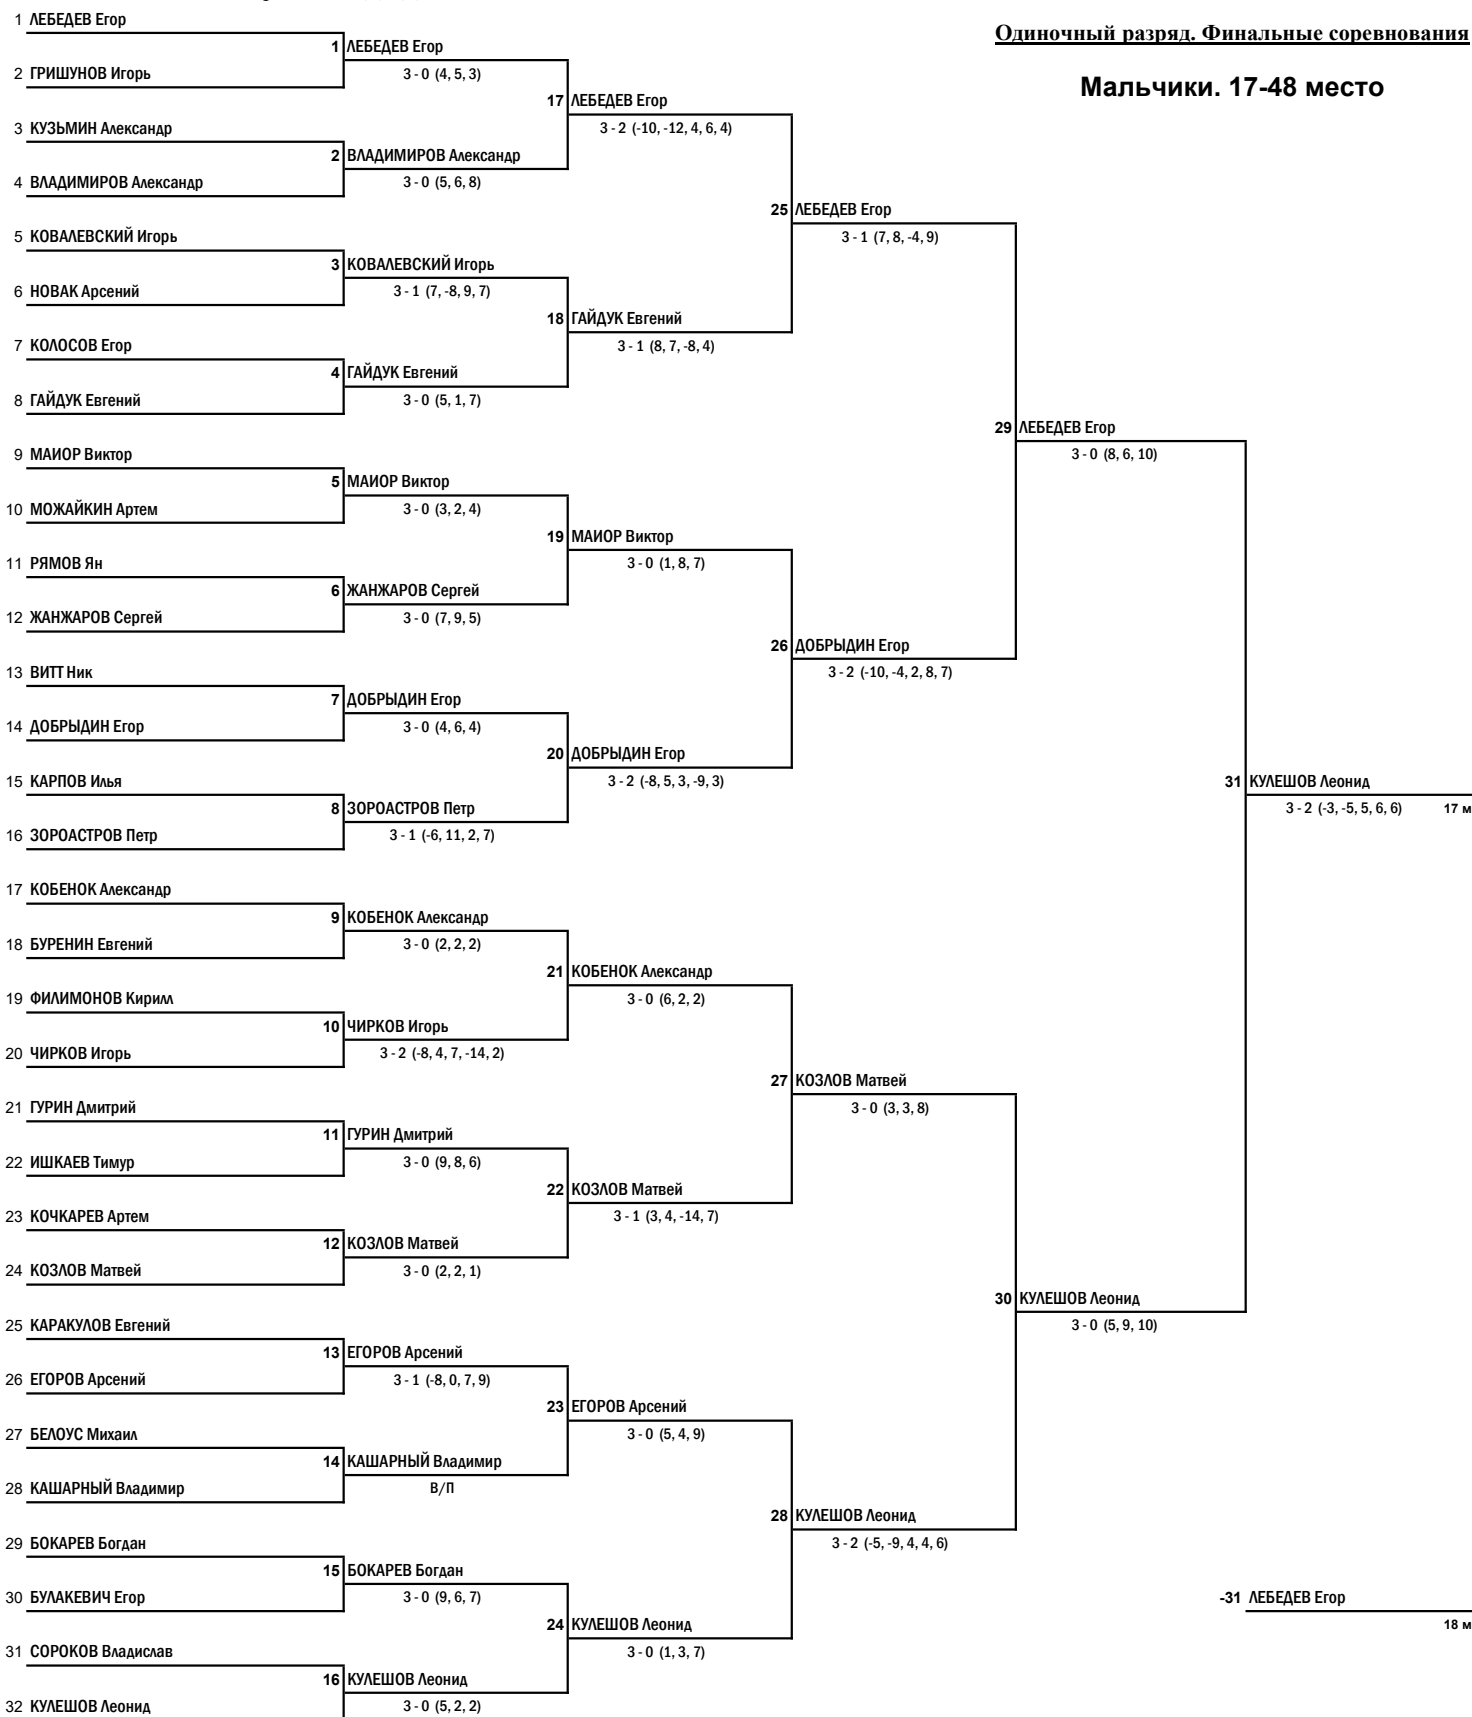 Одиночный разряд. Финальные соревнования
Мальчики. 17-48 место
1 ЛЕБЕДЕВ Егор
1 ЛЕБЕДЕВ Егор
2 ГРИШУНОВ Игорь
3 - 0 (4, 5, 3)
17 ЛЕБЕДЕВ Егор
3 КУЗЬМИН Александр
3 - 2 (-10, -12, 4, 6, 4)
2 ВЛАДИМИРОВ Александр
4 ВЛАДИМИРОВ Александр
3 - 0 (5, 6, 8)
25 ЛЕБЕДЕВ Егор
5 КОВАЛЕВСКИЙ Игорь
3 - 1 (7, 8, -4, 9)
3 КОВАЛЕВСКИЙ Игорь
6 НОВАК Арсений
3 - 1 (7, -8, 9, 7)
18 ГАЙДУК Евгений
7 КОЛОСОВ Егор
3 - 1 (8, 7, -8, 4)
4 ГАЙДУК Евгений
8 ГАЙДУК Евгений
3 - 0 (5, 1, 7)
29 ЛЕБЕДЕВ Егор
9 МАИОР Виктор
3 - 0 (8, 6, 10)
5 МАИОР Виктор
10 МОЖАЙКИН Артем
3 - 0 (3, 2, 4)
19 МАИОР Виктор
11 РЯМОВ Ян
3 - 0 (1, 8, 7)
6 ЖАНЖАРОВ Сергей
12 ЖАНЖАРОВ Сергей
3 - 0 (7, 9, 5)
26 ДОБРЫДИН Егор
13 ВИТТ Ник
3 - 2 (-10, -4, 2, 8, 7)
7 ДОБРЫДИН Егор
14 ДОБРЫДИН Егор
3 - 0 (4, 6, 4)
20 ДОБРЫДИН Егор
15 КАРПОВ Илья
3 - 2 (-8, 5, 3, -9, 3)
31 КУЛЕШОВ Леонид
8 ЗОРОАСТРОВ Петр
3 - 2 (-3, -5, 5, 6, 6) 17 м
16 ЗОРОАСТРОВ Петр
3 - 1 (-6, 11, 2, 7)
17 КОБЕНОК Александр
9 КОБЕНОК Александр
18 БУРЕНИН Евгений
3 - 0 (2, 2, 2)
21 КОБЕНОК Александр
19 ФИЛИМОНОВ Кирилл
3 - 0 (6, 2, 2)
10 ЧИРКОВ Игорь
20 ЧИРКОВ Игорь
3 - 2 (-8, 4, 7, -14, 2)
27 КОЗЛОВ Матвей
21 ГУРИН Дмитрий
3 - 0 (3, 3, 8)
11 ГУРИН Дмитрий
22 ИШКАЕВ Тимур
3 - 0 (9, 8, 6)
22 КОЗЛОВ Матвей
23 КОЧКАРЕВ Артем
3 - 1 (3, 4, -14, 7)
12 КОЗЛОВ Матвей
24 КОЗЛОВ Матвей
3 - 0 (2, 2, 1)
30 КУЛЕШОВ Леонид
25 КАРАКУЛОВ Евгений
3 - 0 (5, 9, 10)
13 ЕГОРОВ Арсений
26 ЕГОРОВ Арсений
3 - 1 (-8, 0, 7, 9)
23 ЕГОРОВ Арсений
27 БЕЛОУС Михаил
3 - 0 (5, 4, 9)
14 КАШАРНЫЙ Владимир
28 КАШАРНЫЙ Владимир
В/П
28 КУЛЕШОВ Леонид
29 БОКАРЕВ Богдан
3 - 2 (-5, -9, 4, 4, 6)
15 БОКАРЕВ Богдан
30 БУЛАКЕВИЧ Егор
3 - 0 (9, 6, 7)
-31 ЛЕБЕДЕВ Егор
24 КУЛЕШОВ Леонид
18 м
31 СОРОКОВ Владислав
3 - 0 (1, 3, 7)
16 КУЛЕШОВ Леонид
32 КУЛЕШОВ Леонид
3 - 0 (5, 2, 2)